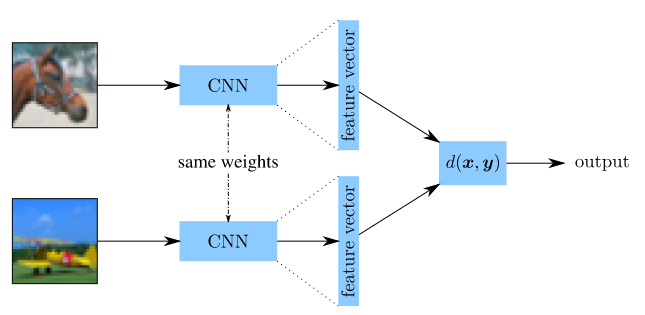 CNN
feature vector
same weights
d(x, y)
output
CNN
feature vector